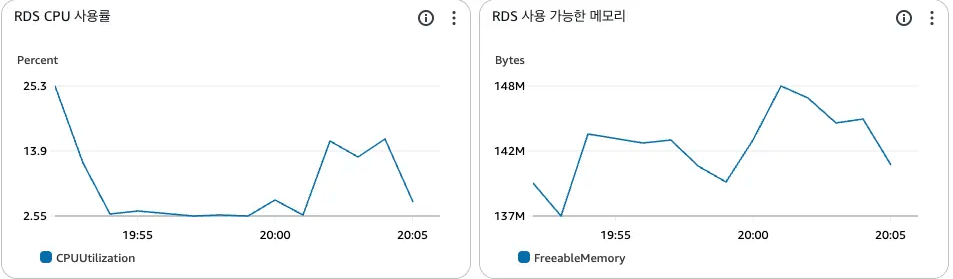 RDS CPU 사용률
Percent
25.3
13.9
2.55
19:55
20:00
20:05
CPUUtilization
RDS 사용 가능한 메모리
Bytes
148M
142M
137M
19:55
20:00
20:05
FreeableMemory